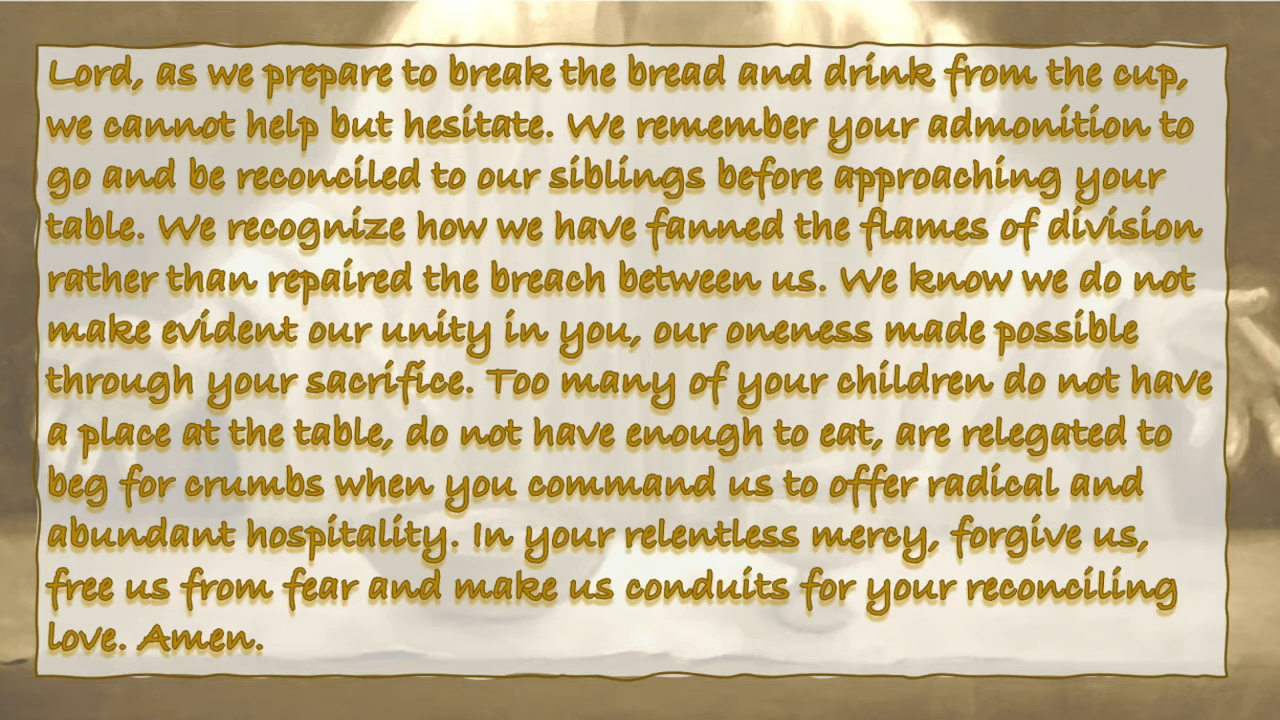 Lord, as we prepare to break the bread and drink from the cup,
we cannot help but hesitate. We remember your admonition to
go and be reconciled to our siblings before approaching your
table. We recognize how we have fanned the flames of division
rather than repaired the breach between us. We know we do not
make evident our unity in you, our oneness made possible
through your sacrifice. Too many of your children do not have
a place at the table, do not have enough to eat, are relegated to
beg for crumbs when you command us to offer radical and
abundant hospitality. In your relentless mercy, forgive us,
free us from fear and make us conduits for your reconciling
love. Amen.